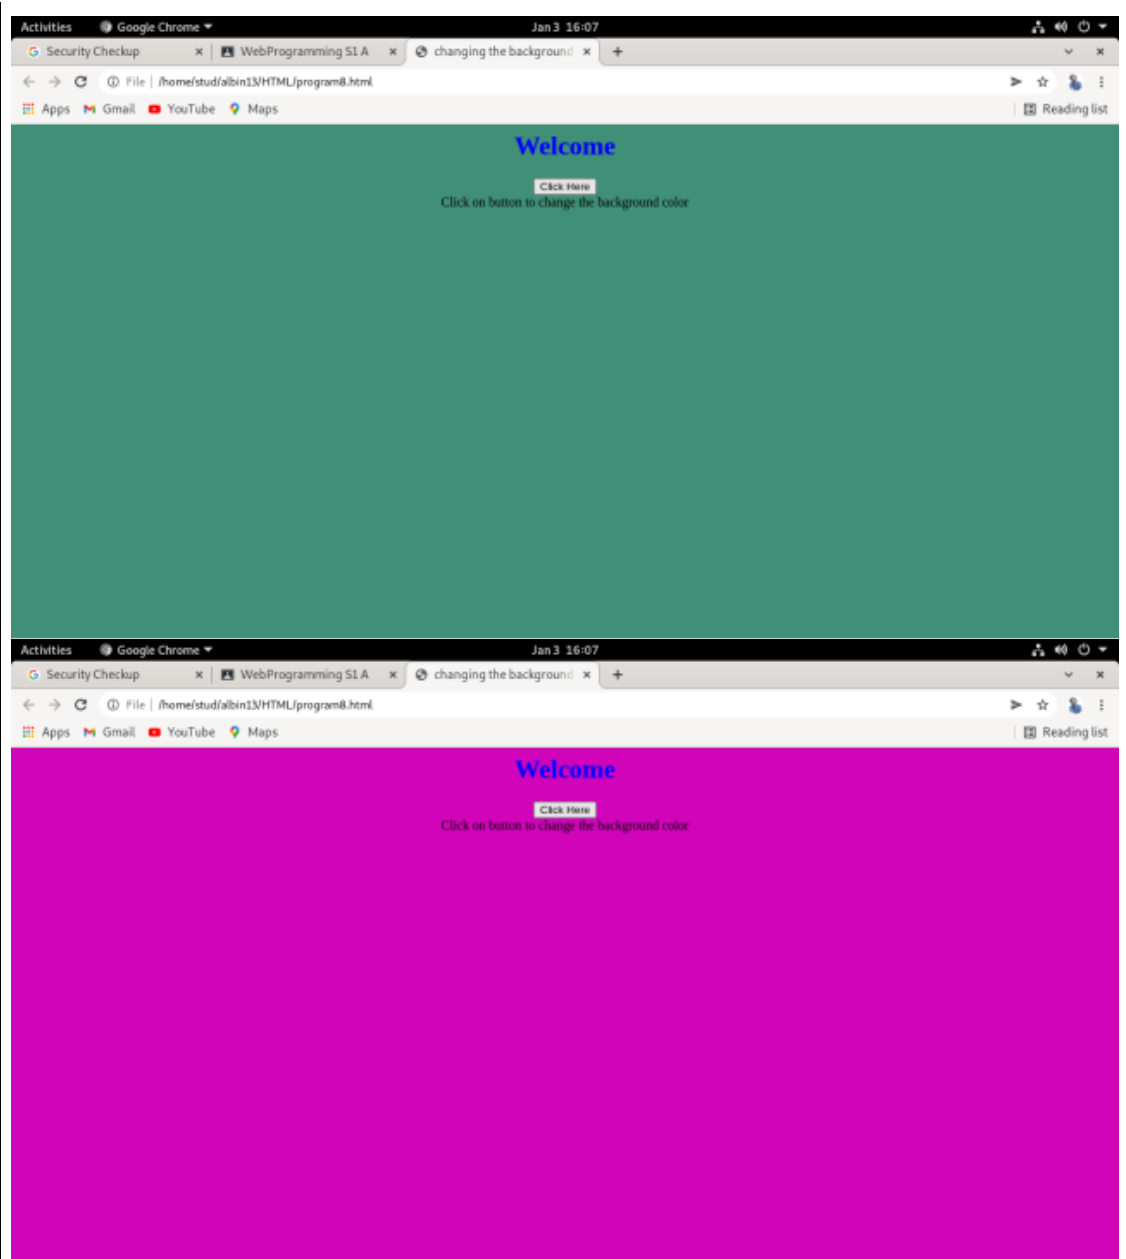 Activities Google Chrome Jan 3 16:07
Security Checkup WebProgramming S1 A changing the background
File /home/stud/albin13/HTML/program8.html
Apps Gmail YouTube Maps Reading list
Welcome
Click Here
Click on button to change the background color
Activities Google Chrome Jan 3 16:07
Security Checkup WebProgramming S1 A changing the background
File /home/stud/albin13/HTML/program8.html
Apps Gmail YouTube Maps Reading list
Welcome
Click Here
Click on button to change the background color